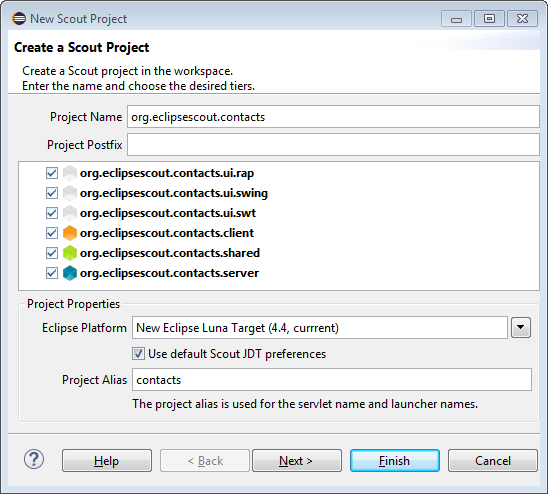 New Scout Project
Create a Scout Project
Create a Scout project in the workspace.
Enter the name and choose the desired tiers.
Project Name org.eclipsescout.contacts
Project Postfix
org.eclipsescout.contacts.ui.rap
org.eclipsescout.contacts.ui.swing
org.eclipsescout.contacts.ui.swt
org.eclipsescout.contacts.client
org.eclipsescout.contacts.shared
org.eclipsescout.contacts.server
Project Properties
Eclipse Platform New Eclipse Luna Target (4.4, currrent)
Use default Scout JDT preferences
Project Alias contacts
The project alias is used for the servlet name and launcher names.
? Help < Back Next > Finish Cancel